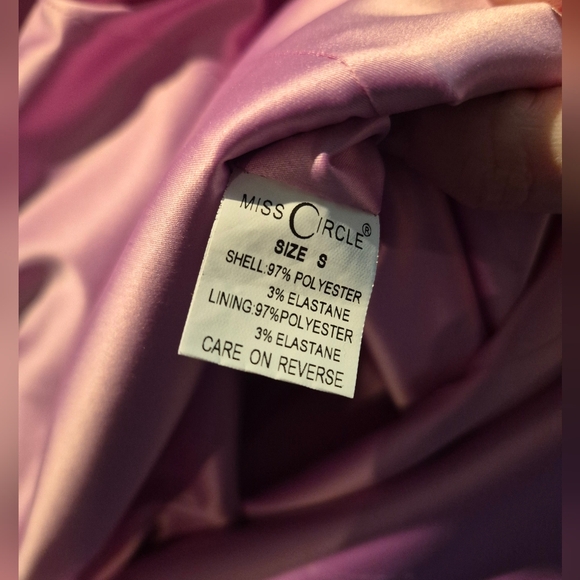 MISS CIRCLE®
SIZE S
SHELL:97% POLYESTER
3% ELASTANE
LINING:97%POLYESTER
3% ELASTANE
CARE ON REVERSE